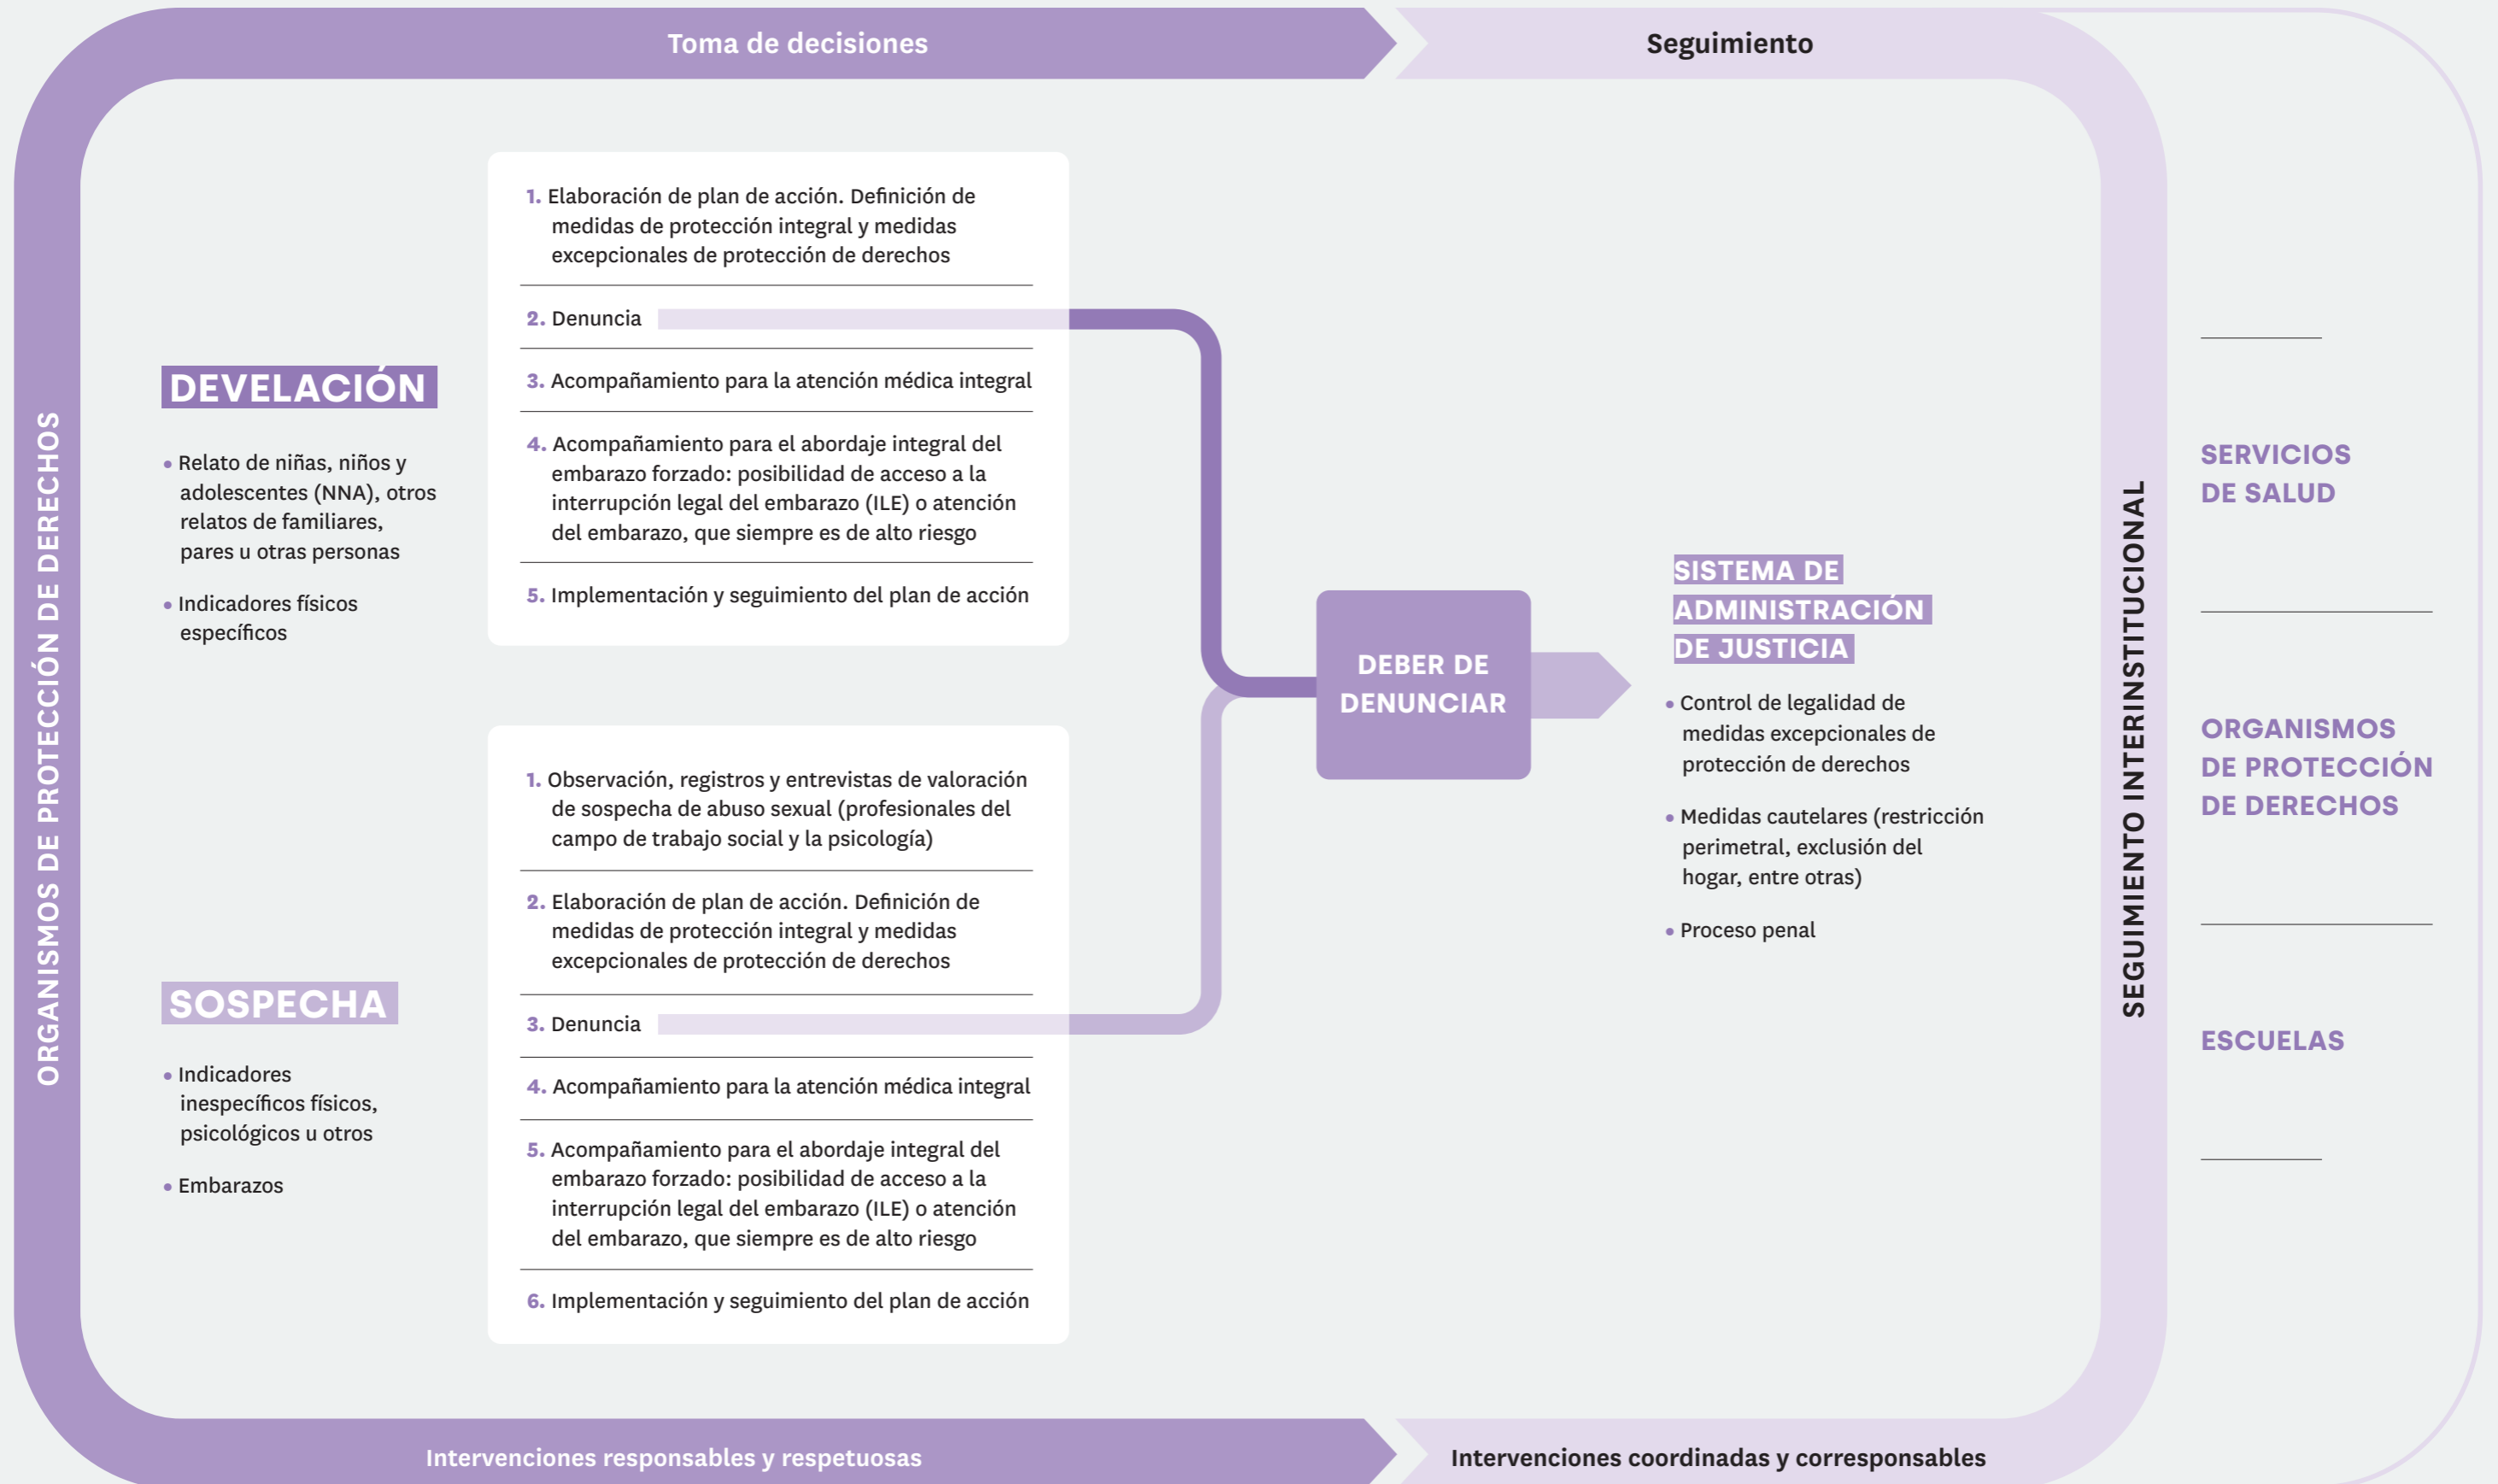 Toma de decisiones
Seguimiento
ORGANISMOS DE PROTECCIÓN DE DERECHOS
DEVELACIÓN
• Relato de niñas, niños y
adolescentes (NNA), otros
relatos de familiares,
pares u otras personas
• Indicadores físicos
específicos
1. Elaboración de plan de acción. Definición de
medidas de protección integral y medidas
excepcionales de protección de derechos
2. Denuncia
3. Acompañamiento para la atención médica integral
4. Acompañamiento para el abordaje integral del
embarazo forzado: posibilidad de acceso a la
interrupción legal del embarazo (ILE) o atención
del embarazo, que siempre es de alto riesgo
5. Implementación y seguimiento del plan de acción
SOSPECHA
• Indicadores
inespecíficos físicos,
psicológicos u otros
• Embarazos
1. Observación, registros y entrevistas de valoración
de sospecha de abuso sexual (profesionales del
campo de trabajo social y la psicología)
2. Elaboración de plan de acción. Definición de
medidas de protección integral y medidas
excepcionales de protección de derechos
3. Denuncia
4. Acompañamiento para la atención médica integral
5. Acompañamiento para el abordaje integral del
embarazo forzado: posibilidad de acceso a la
interrupción legal del embarazo (ILE) o atención
del embarazo, que siempre es de alto riesgo
6. Implementación y seguimiento del plan de acción
DEBER DE
DENUNCIAR
SISTEMA DE
ADMINISTRACIÓN
DE JUSTICIA
• Control de legalidad de
medidas excepcionales de
protección de derechos
• Medidas cautelares (restricción
perimetral, exclusión del
hogar, entre otras)
• Proceso penal
SEGUIMIENTO INTERINSTITUCIONAL
SERVICIOS
DE SALUD
ORGANISMOS
DE PROTECCIÓN
DE DERECHOS
ESCUELAS
Intervenciones responsables y respetuosas
Intervenciones coordinadas y corresponsables